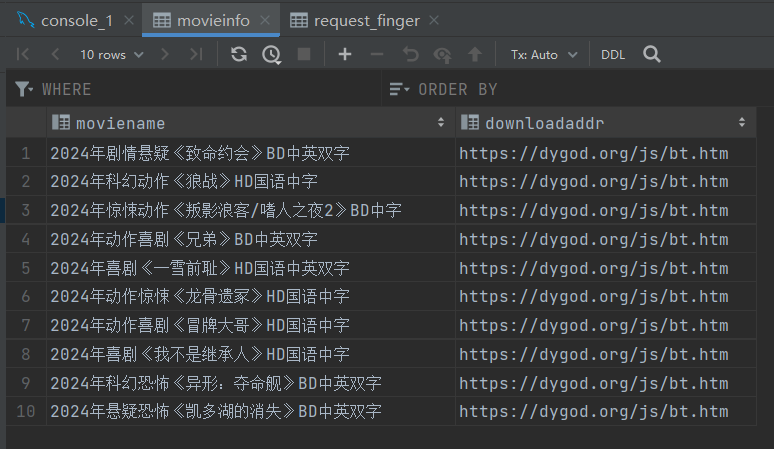 console_1 movieinfo request_finger
10 rows Tx: Auto DDL
WHERE ORDER BY
moviename downloadaddr
1 2024年剧情悬疑《致命约会》BD中英双字 https://dygod.org/js/bt.htm
2 2024年科幻动作《狼战》HD国语中字 https://dygod.org/js/bt.htm
3 2024年惊悚动作《叛影浪客/嗜人之夜2》BD中字 https://dygod.org/js/bt.htm
4 2024年动作喜剧《兄弟》BD中英双字 https://dygod.org/js/bt.htm
5 2024年喜剧《一雪前耻》HD国语中英双字 https://dygod.org/js/bt.htm
6 2024年动作惊悚《龙骨遗冢》HD国语中字 https://dygod.org/js/bt.htm
7 2024年动作喜剧《冒牌大哥》HD国语中字 https://dygod.org/js/bt.htm
8 2024年喜剧《我不是继承人》HD国语中字 https://dygod.org/js/bt.htm
9 2024年科幻恐怖《异形：夺命舰》BD中英双字 https://dygod.org/js/bt.htm
10 2024年悬疑恐怖《凯多湖的消失》BD中英双字 https://dygod.org/js/bt.htm